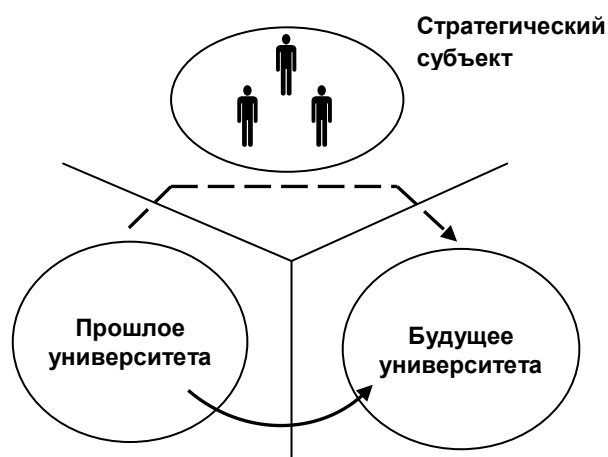 Стратегический
субъект
Прошлое
университета
Будущее
университета